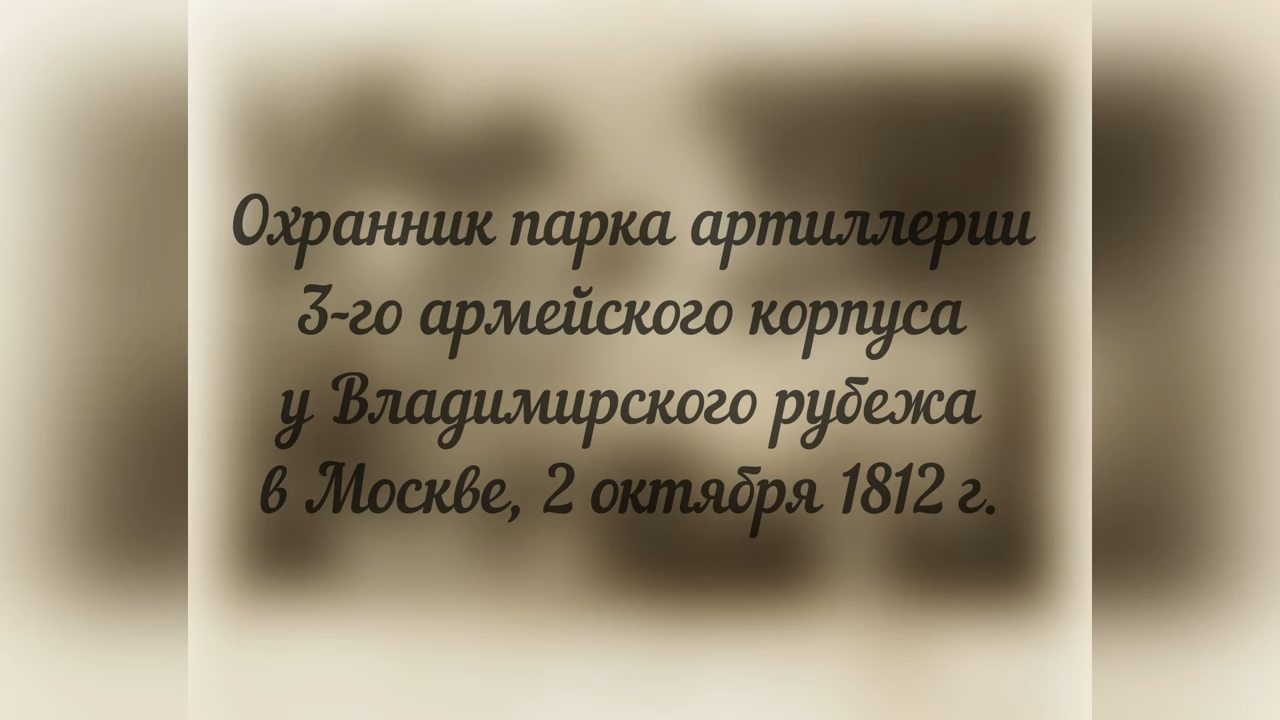 Охранник парка артиллерии
3-го армейского корпуса
у Владимирского рубежа
в Москве, 2 октября 1812 г.